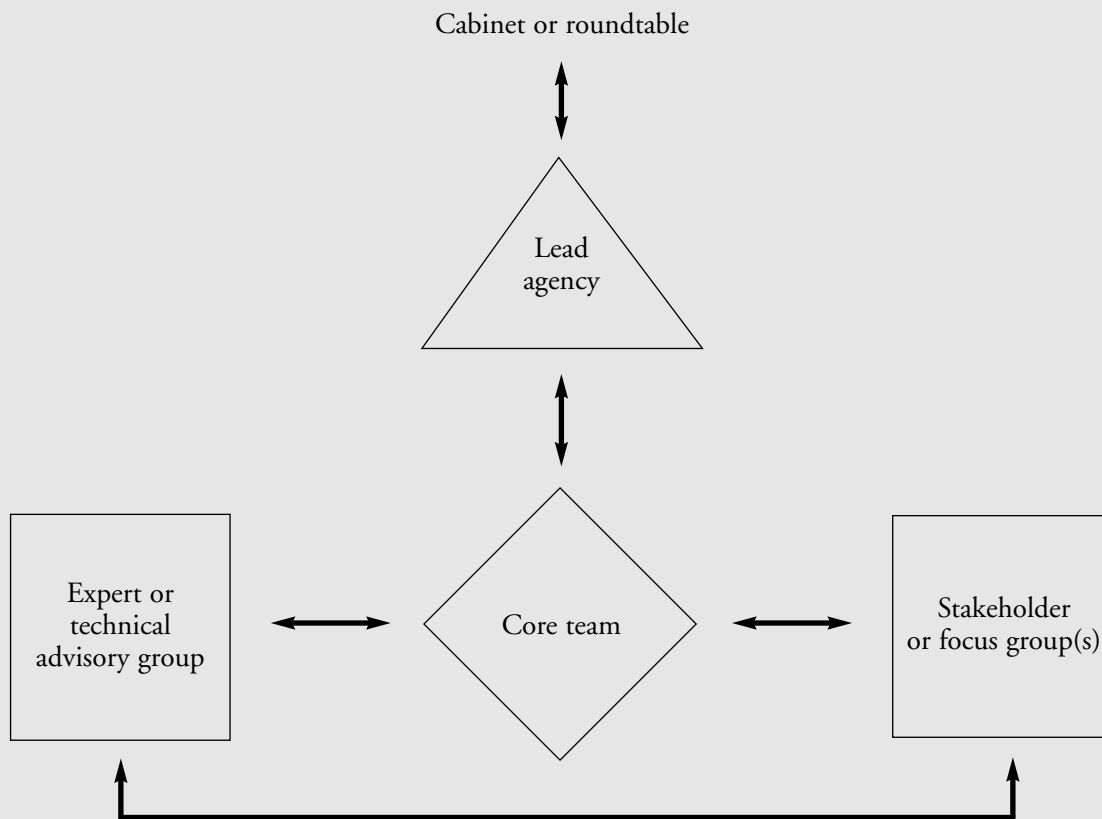 Cabinet or roundtable
Lead
agency
Expert or
technical
advisory group
Core team
Stakeholder
or focus group(s)